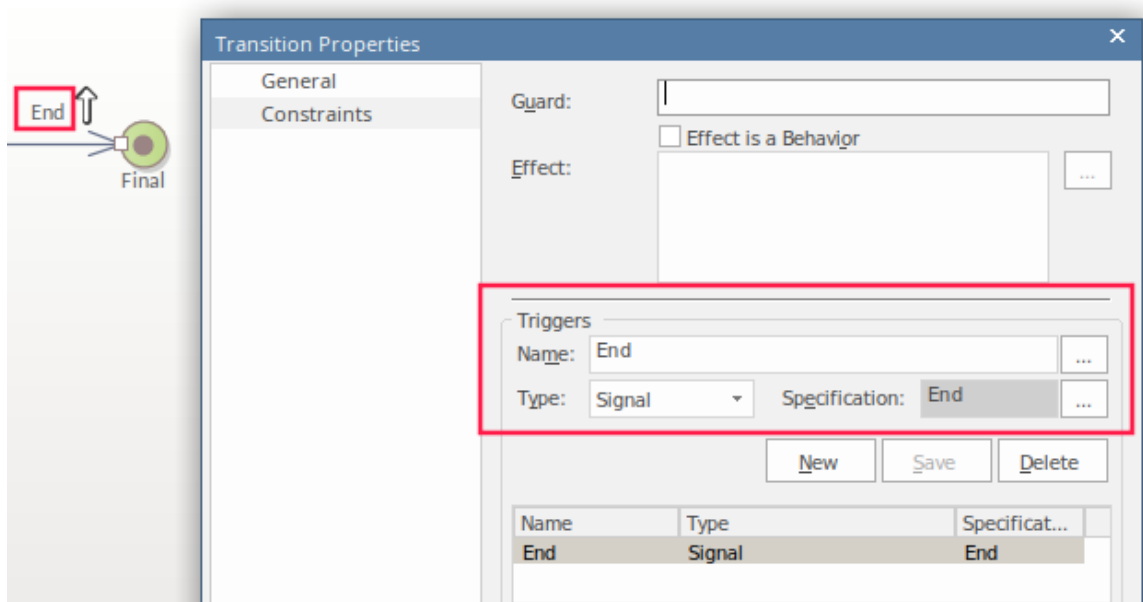 Transition Properties
General
Constraints
End
Final
Guard:
Effect is a Behavior
Effect:
...
Triggers
Name: End ...
Type: Signal Specification: End ...
New Save Delete
Name Type Specificat...
End Signal End